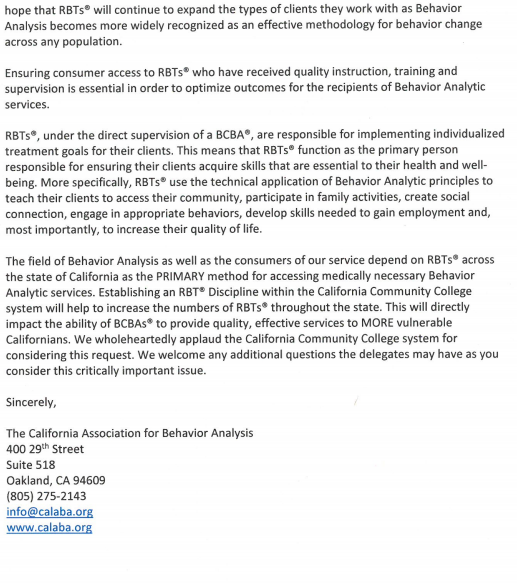 hope that RBTs® will continue to expand the types of clients they work with as Behavior
Analysis becomes more widely recognized as an effective methodology for behavior change
across any population.
Ensuring consumer access to RBTs® who have received quality instruction, training and
supervision is essential in order to optimize outcomes for the recipients of Behavior Analytic
services.
RBTs®, under the direct supervision of a BCBA®, are responsible for implementing individualized
treatment goals for their clients. This means that RBTs® function as the primary person
responsible for ensuring their clients acquire skills that are essential to their health and well-
being. More specifically, RBTs® use the technical application of Behavior Analytic principles to
teach their clients to access their community, participate in family activities, create social
connection, engage in appropriate behaviors, develop skills needed to gain employment and,
most importantly, to increase their quality of life.
The field of Behavior Analysis as well as the consumers of our service depend on RBTs® across
the state of California as the PRIMARY method for accessing medically necessary Behavior
Analytic services. Establishing an RBT® Discipline within the California Community College
system will help to increase the numbers of RBTs® throughout the state. This will directly
impact the ability of BCBAs® to provide quality, effective services to MORE vulnerable
Californians. We wholeheartedly applaud the California Community College system for
considering this request. We welcome any additional questions the delegates may have as you
consider this critically important issue.
Sincerely,
The California Association for Behavior Analysis
400 29th Street
Suite 518
Oakland, CA 94609
(805) 275-2143
info@calaba.org
www.calaba.org